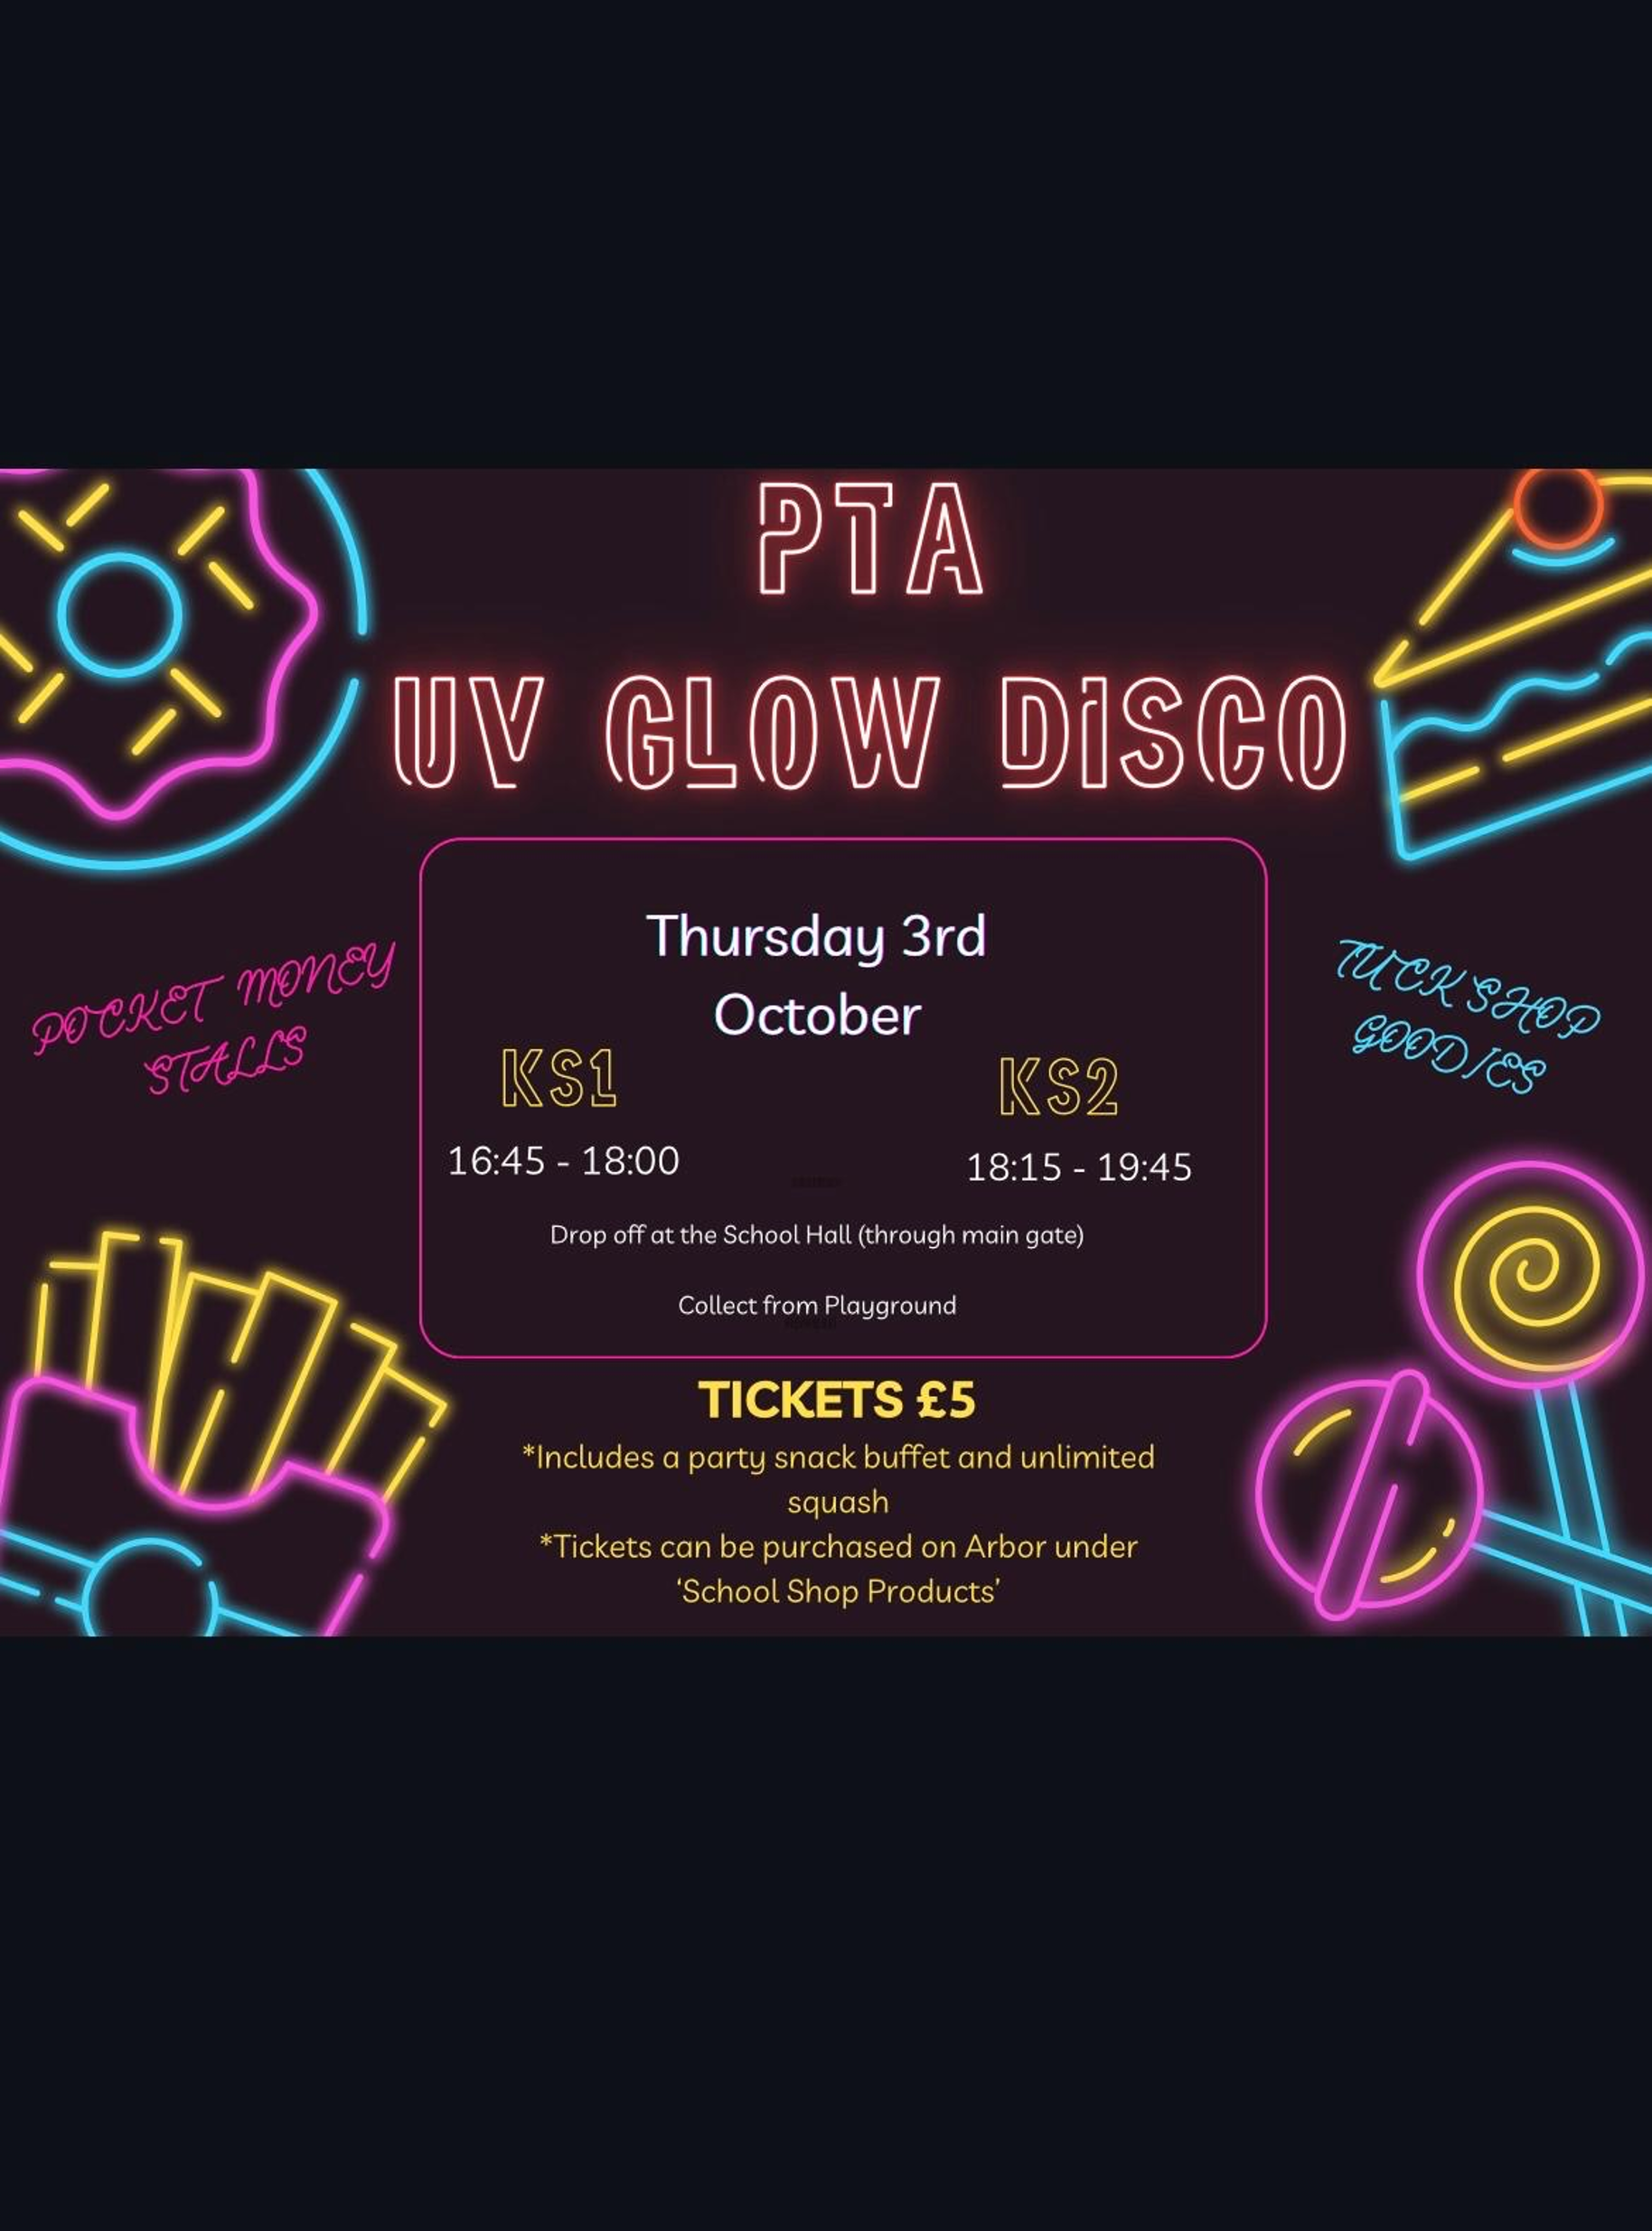 PTA
UV GLOW DISCO
Thursday 3rd
October
POCKET MONEY
STALLS
TUCK SHOP
GOODIES
KS1
KS2
16:45 - 18:00
18:15 - 19:45
Drop off at the School Hall (through main gate)
Collect from Playground
TICKETS £5
*Includes a party snack buffet and unlimited
squash
*Tickets can be purchased on Arbor under
‘School Shop Products’